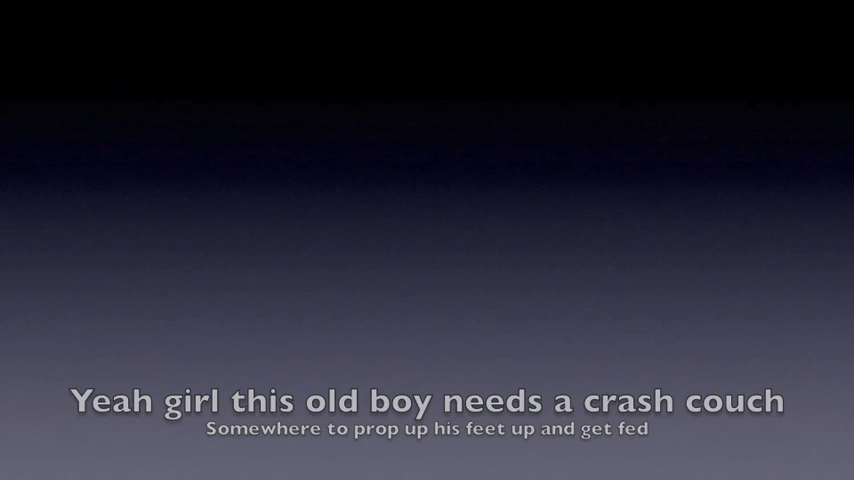 Yeah girl this old boy needs a crash couch
Somewhere to prop up his feet up and get fed